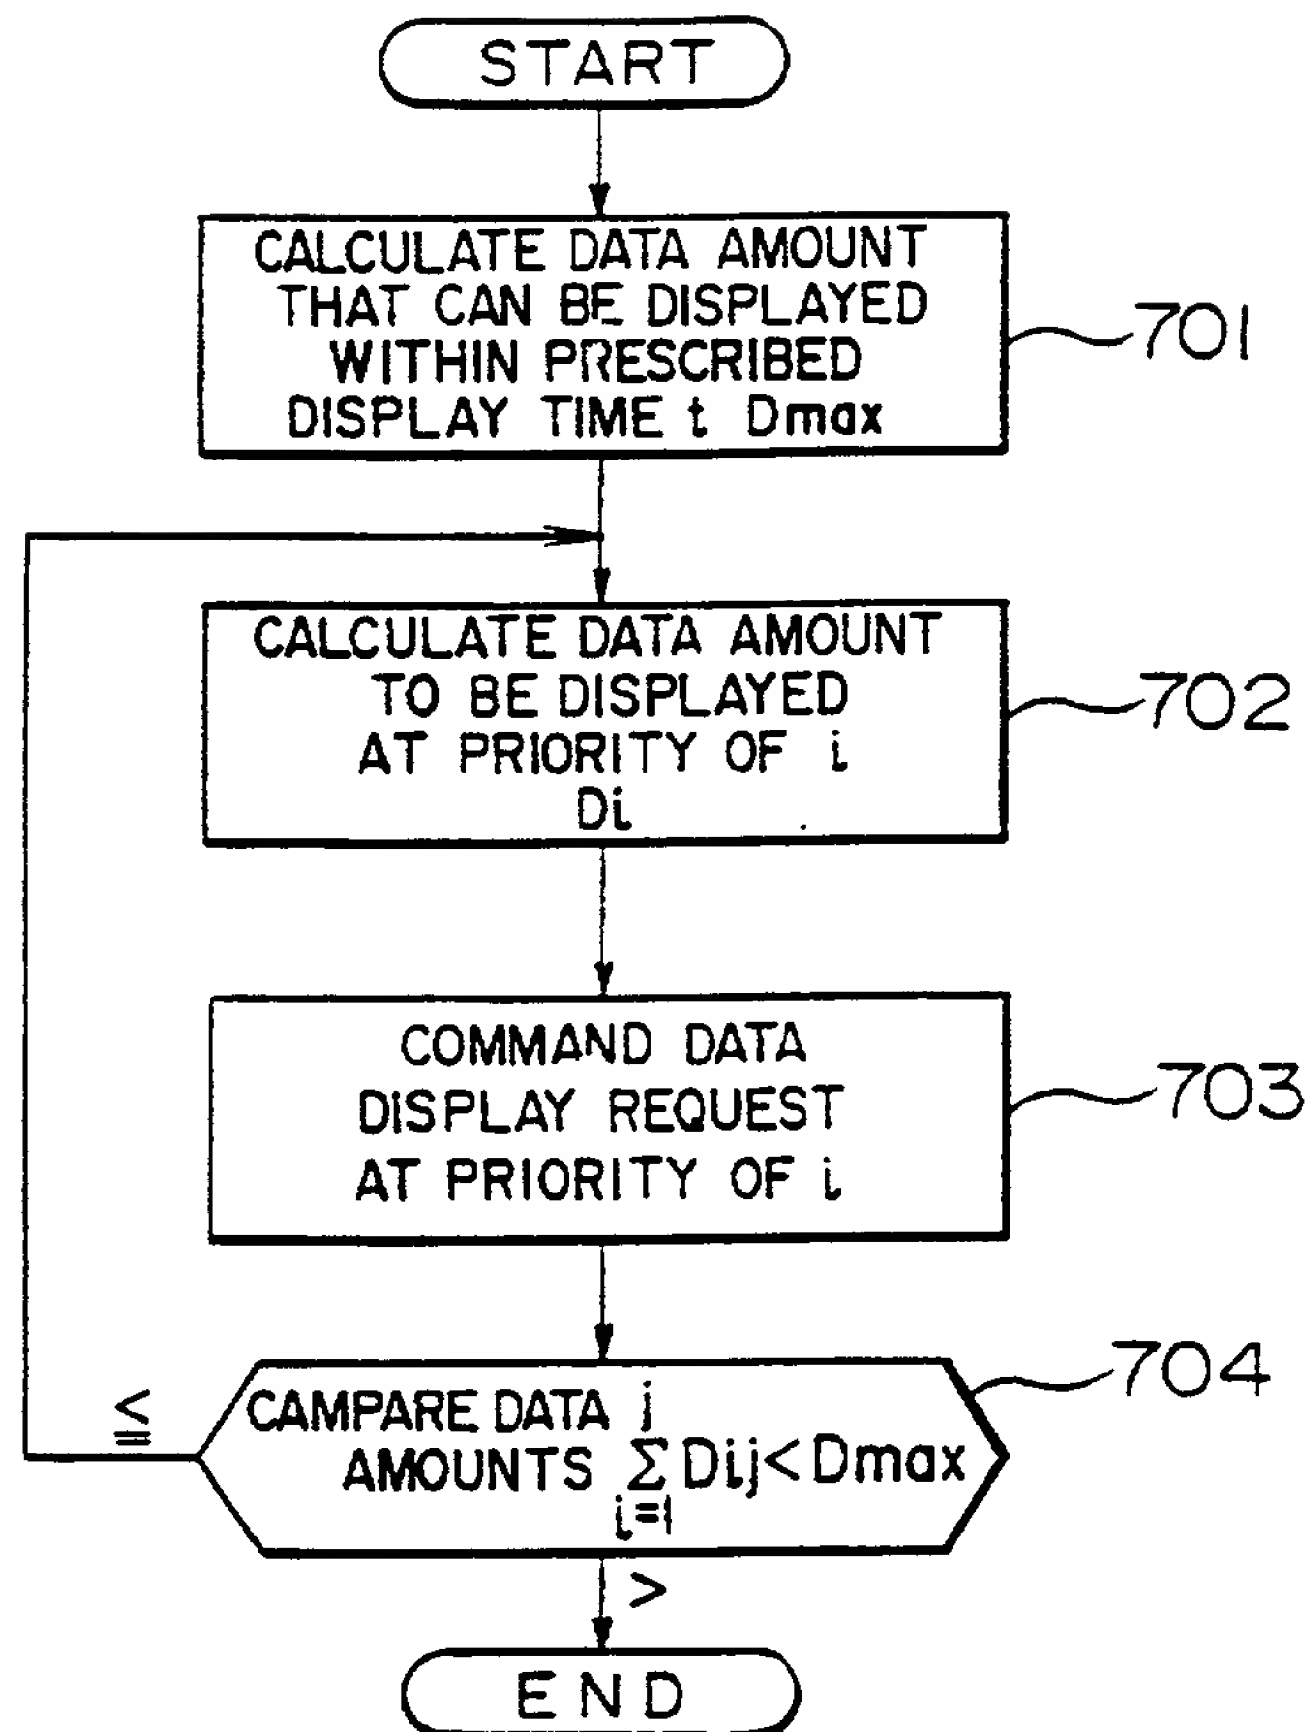 START
CALCULATE DATA AMOUNT
THAT CAN BE DISPLAYED
WITHIN PRESCRIBED
DISPLAY TIME t Dmax
701
CALCULATE DATA AMOUNT
TO BE DISPLAYED
AT PRIORITY OF i
Di
702
COMMAND DATA
DISPLAY REQUEST
AT PRIORITY OF i
703
≦
CAMPARE DATA j
AMOUNTS Σ Dij<Dmax
i=1
704
>
END